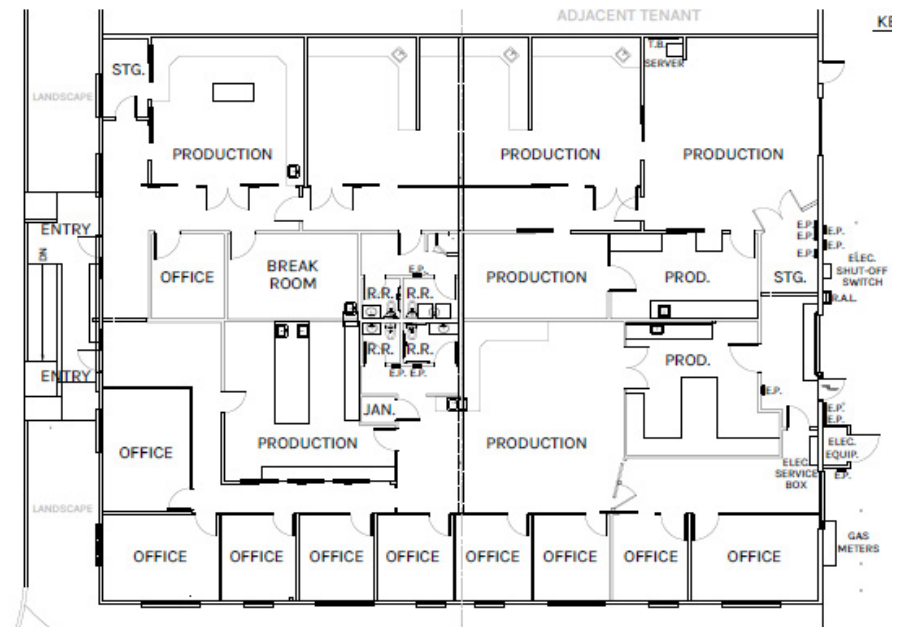 ADJACENT TENANT
KE
T.B.
SERVER
STG.
LANDSCAPE
PRODUCTION
PRODUCTION
PRODUCTION
ENTRY
DN
OFFICE
BREAK
ROOM
E.P.
R.R.
R.R.
R.R.
R.R.
E.P. E.P.
JAN.
PRODUCTION
PROD.
STG.
E.P.
E.P.
E.P.
E.P.
E.P.
ELEC.
SHUT-OFF
SWITCH
R.A.L.
ENTRY
PROD.
E.P.
E.P.
E.P.
OFFICE
PRODUCTION
PRODUCTION
ELEC.
EQUIP.
E.P.
ELEC.
SERVICE
BOX
LANDSCAPE
GAS
METERS
OFFICE
OFFICE
OFFICE
OFFICE
OFFICE
OFFICE
OFFICE
OFFICE